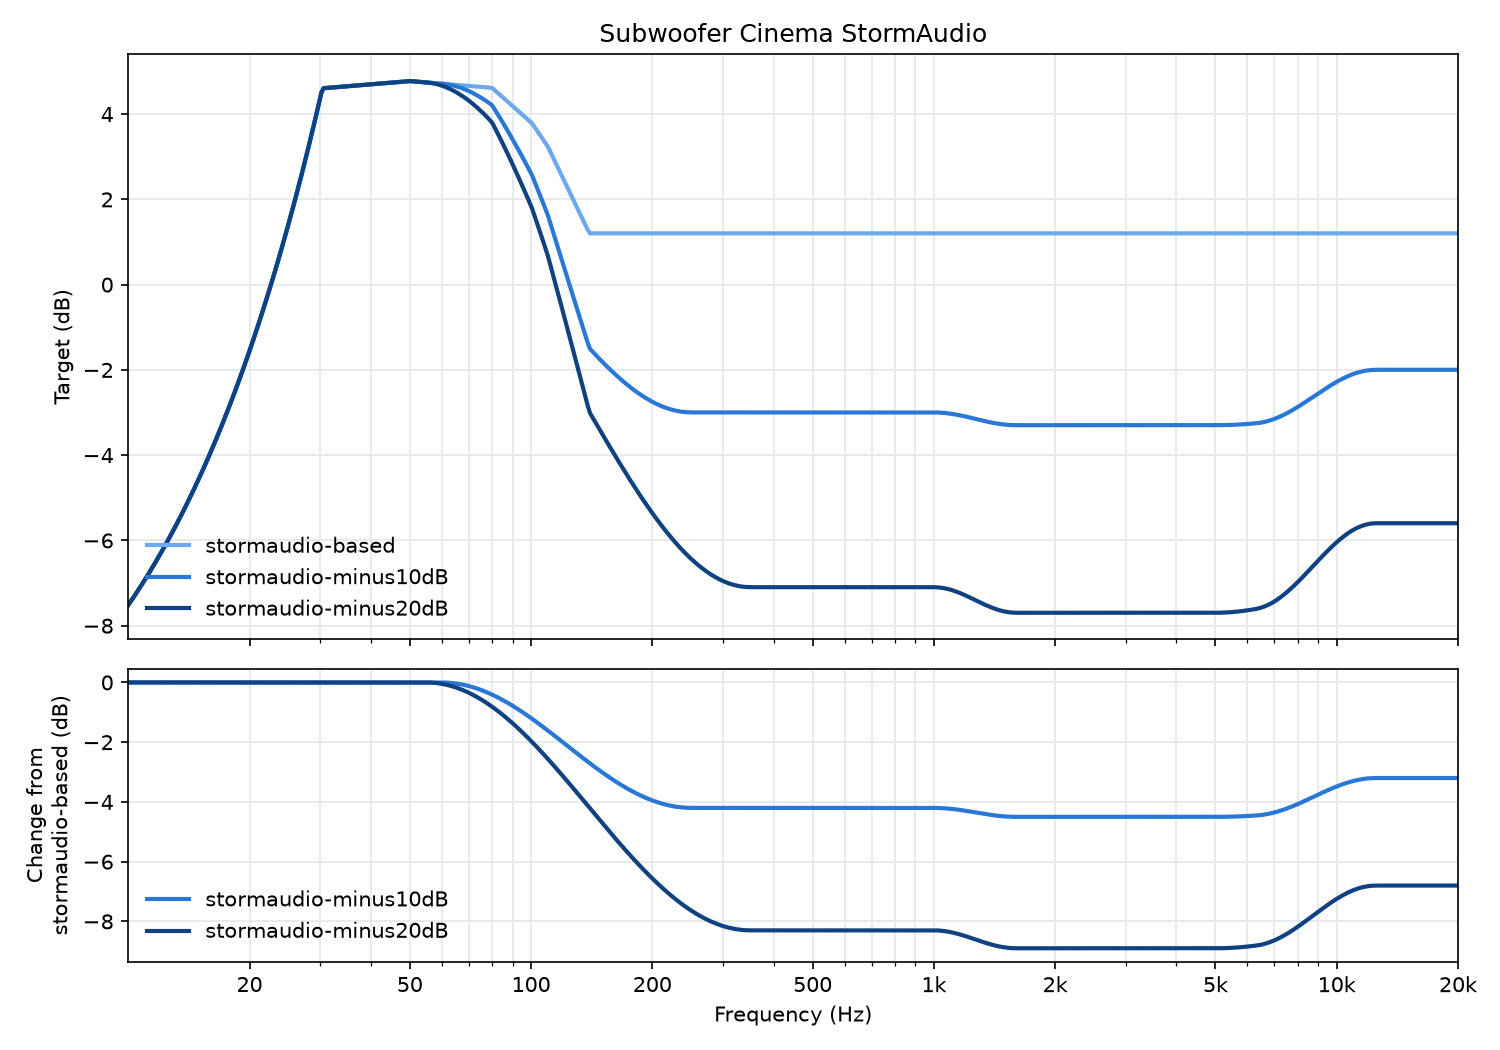 Subwoofer Cinema StormAudio
Target (dB)
4
2
0
−2
−4
−6
−8
stormaudio-based
stormaudio-minus10dB
stormaudio-minus20dB
Change from
stormaudio-based (dB)
0
−2
−4
−6
−8
stormaudio-minus10dB
stormaudio-minus20dB
20 50 100 200 500 1k 2k 5k 10k 20k
Frequency (Hz)